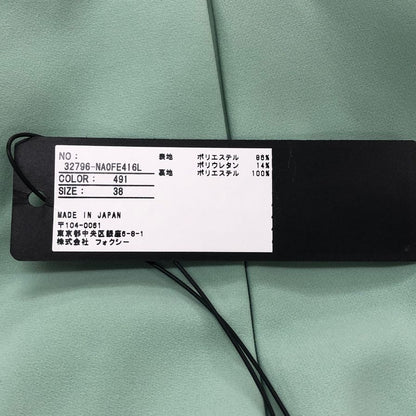 NO:
32796-NA0FE416L
COLOR: 491
SIZE: 38
表地 ポリエステル 86%
ポリウレタン 14%
裏地 ポリエステル 100%
MADE IN JAPAN
〒104-0061
東京都中央区銀座6-8-1
株式会社 フォクシー